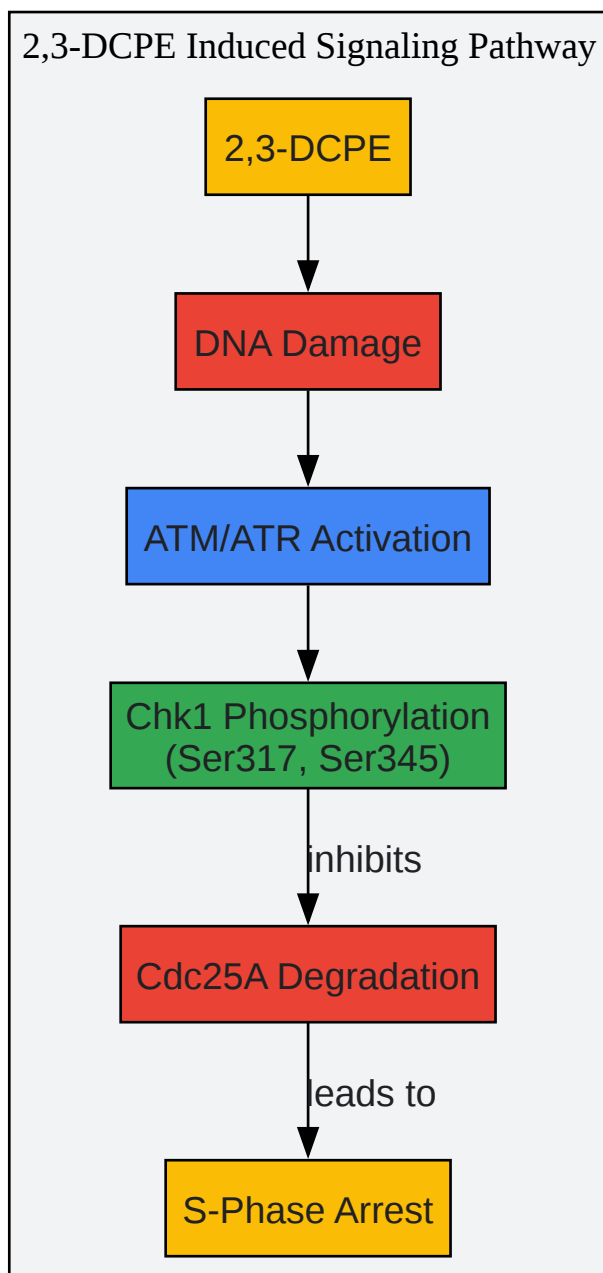 2,3-DCPE Induced Signaling Pathway
2,3-DCPE
DNA Damage
ATM/ATR Activation
Chk1 Phosphorylation
(Ser317, Ser345)
inhibits
Cdc25A Degradation
leads to
S-Phase Arrest